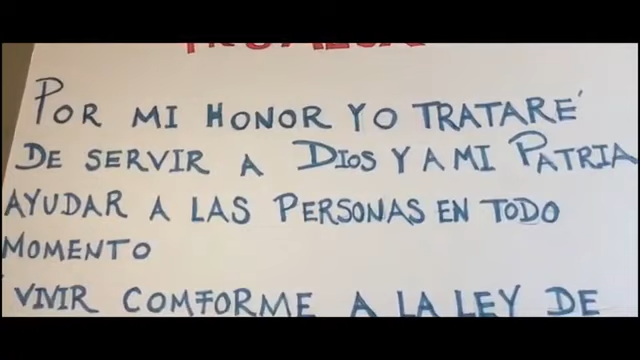 POR MI HONOR YO TRATARÉ
DE SERVIR A DIOS Y A MI PATRIA
AYUDAR A LAS PERSONAS EN TODO
MOMENTO
VIVIR COMFORME A LA LEY DE